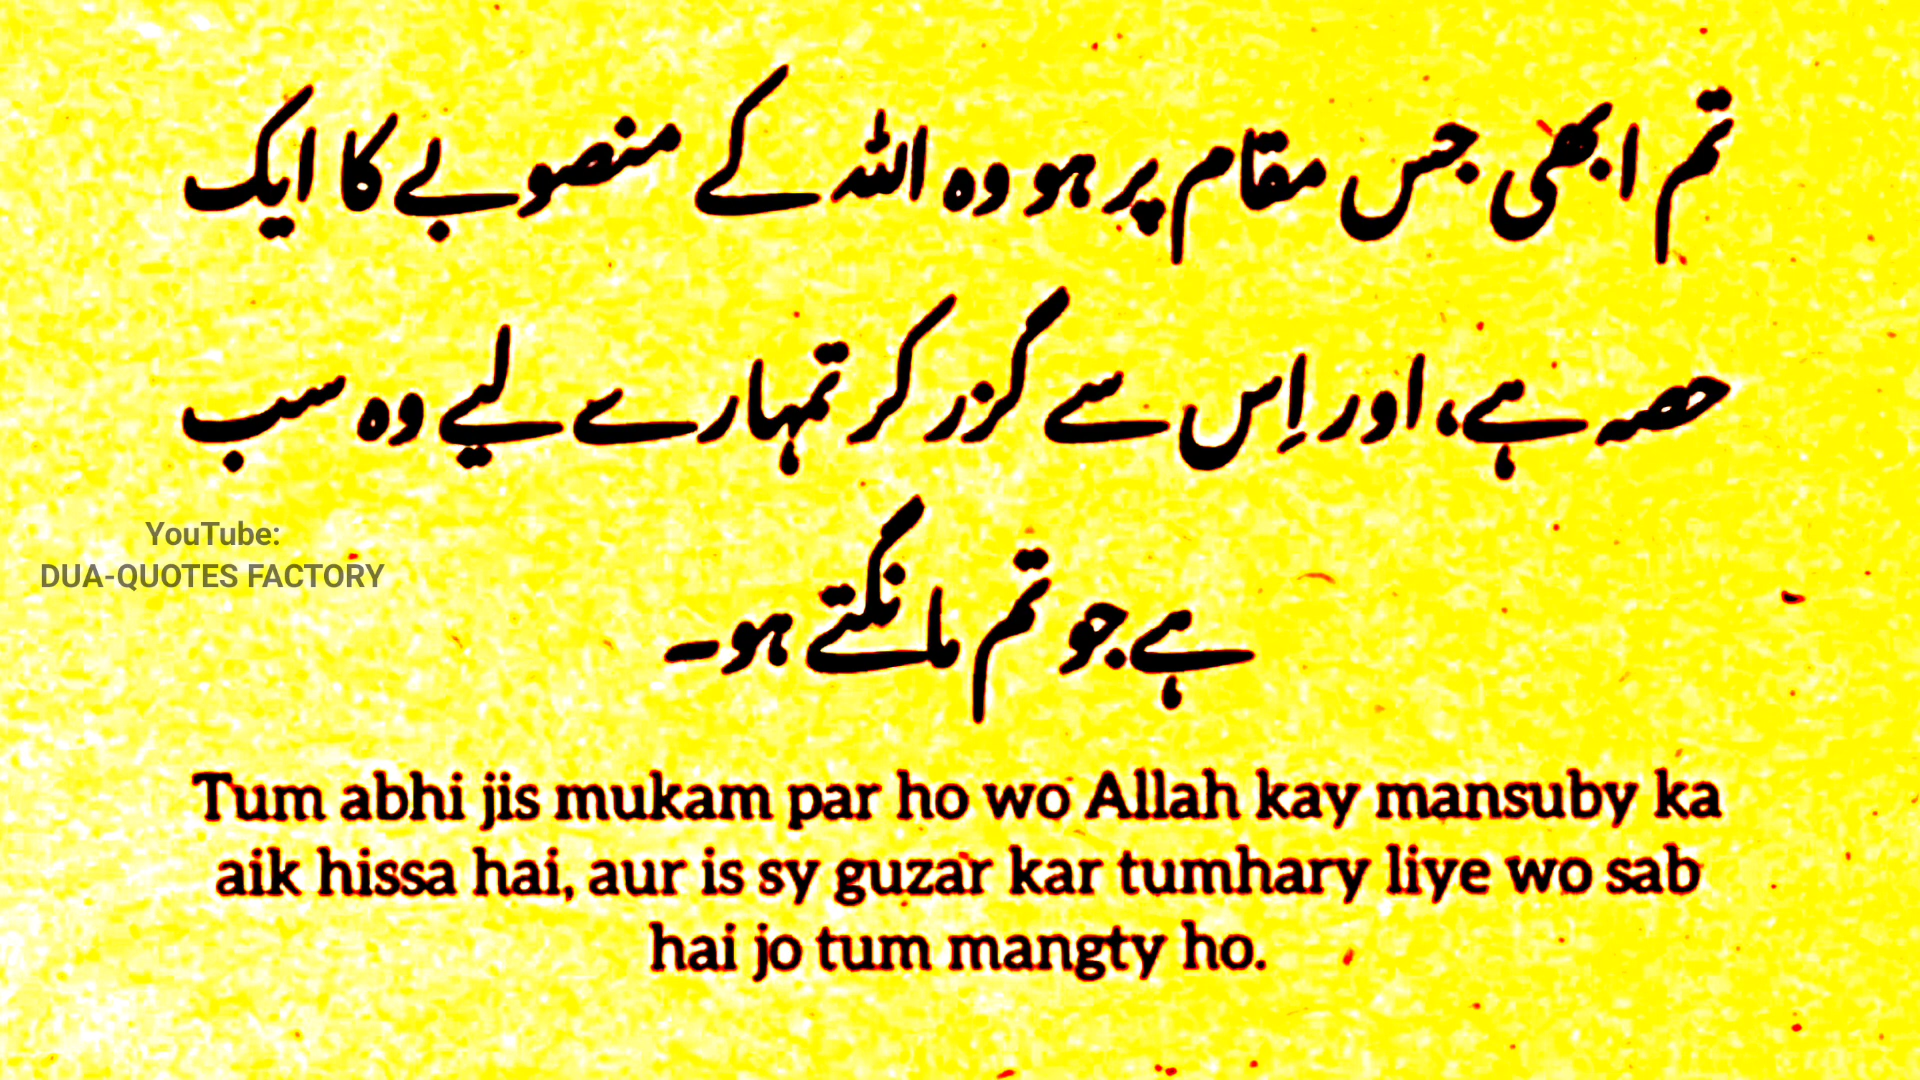 تم ابھی جس مقام پر ہو وہ اللہ کے منصوبے کا ایک
حصہ ہے، اور اِس سے گزر کر تمہارے لیے وہ سب
ہے جو تم مانگتے ہو۔
YouTube:
DUA-QUOTES FACTORY
Tum abhi jis mukam par ho wo Allah kay mansuby ka
aik hissa hai, aur is sy guzar kar tumhary liye wo sab
hai jo tum mangty ho.